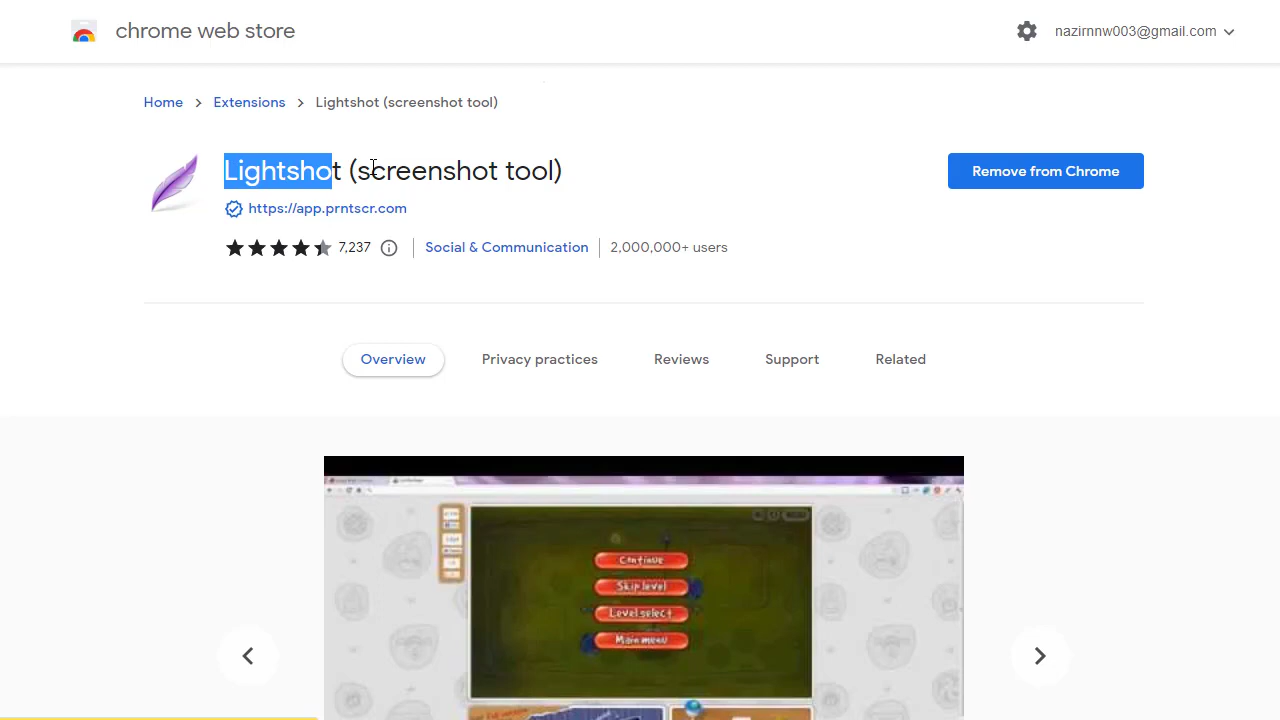 chrome web store
nazirnnw003@gmail.com
Home > Extensions > Lightshot (screenshot tool)
Lightshot (screenshot tool)
Remove from Chrome
https://app.prntscr.com
7,237
Social & Communication
2,000,000+ users
Overview
Privacy practices
Reviews
Support
Related
Continue
Skip level
Level select
Main menu